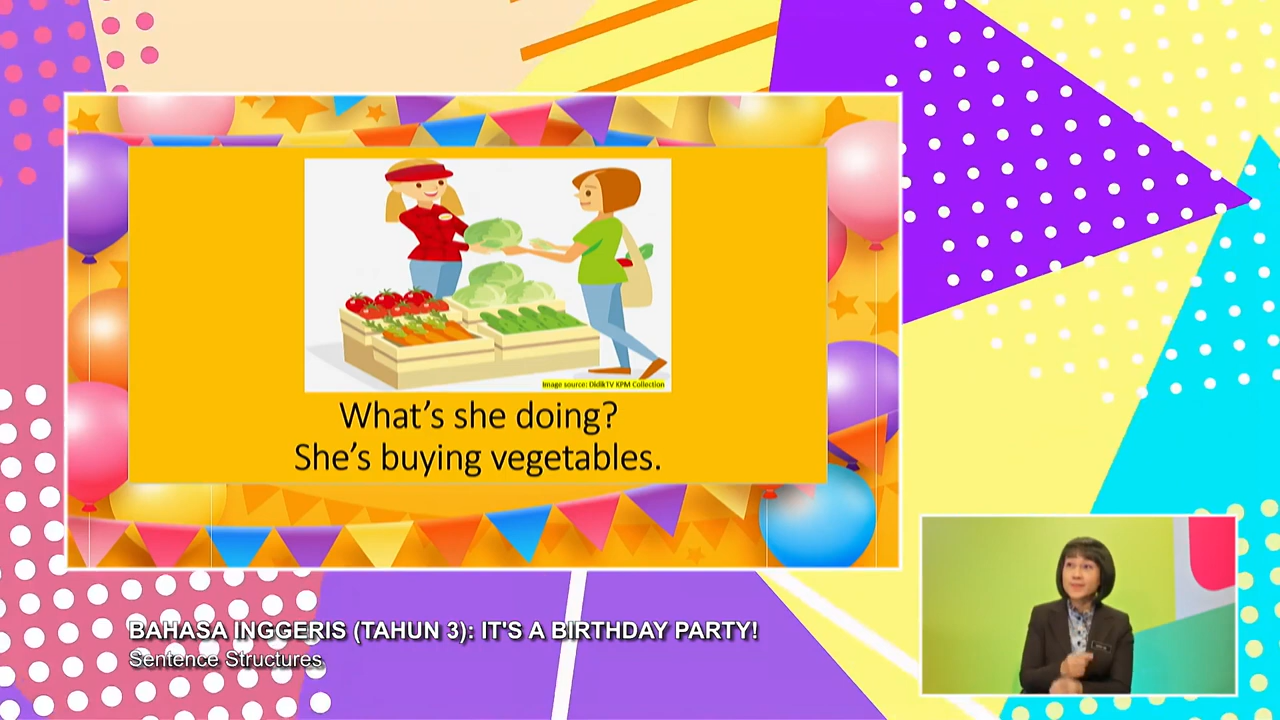 Image source: DidikTV KPM Collection
What's she doing?
She's buying vegetables.
BAHASA INGGERIS (TAHUN 3): IT'S A BIRTHDAY PARTY!
Sentence Structures